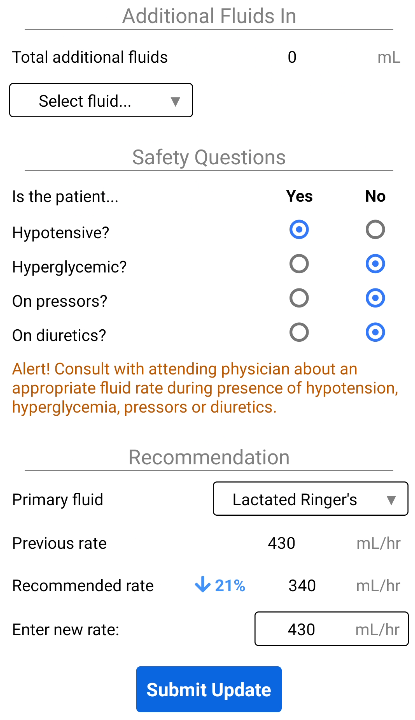 Additional Fluids In
Total additional fluids 0 mL
Select fluid...
Safety Questions
Is the patient... Yes No
Hypotensive?
Hyperglycemic?
On pressors?
On diuretics?
Alert! Consult with attending physician about an
appropriate fluid rate during presence of hypotension,
hyperglycemia, pressors or diuretics.
Recommendation
Primary fluid Lactated Ringer's
Previous rate 430 mL/hr
Recommended rate 21% 340 mL/hr
Enter new rate: 430 mL/hr
Submit Update